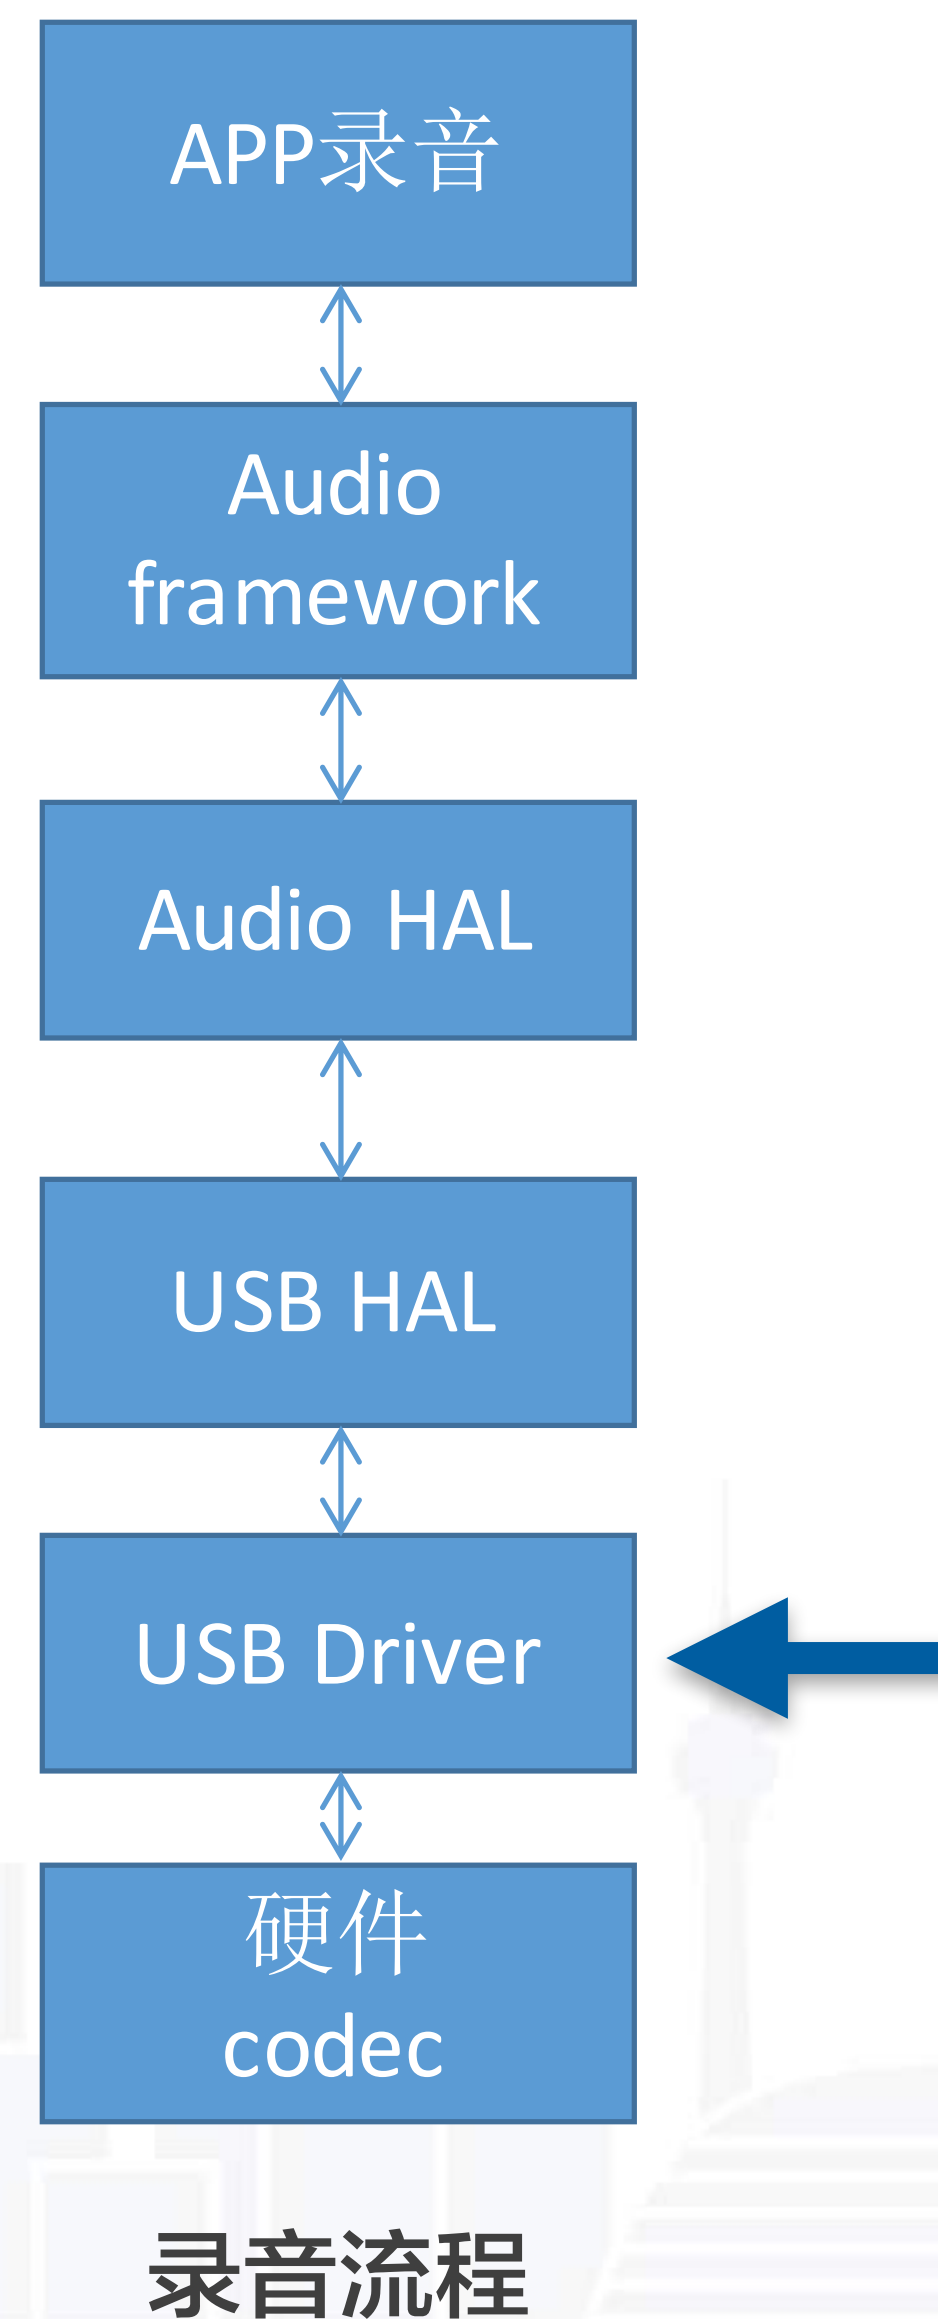 APP录音
Audio
framework
Audio HAL
USB HAL
USB Driver
硬件
codec
录音流程